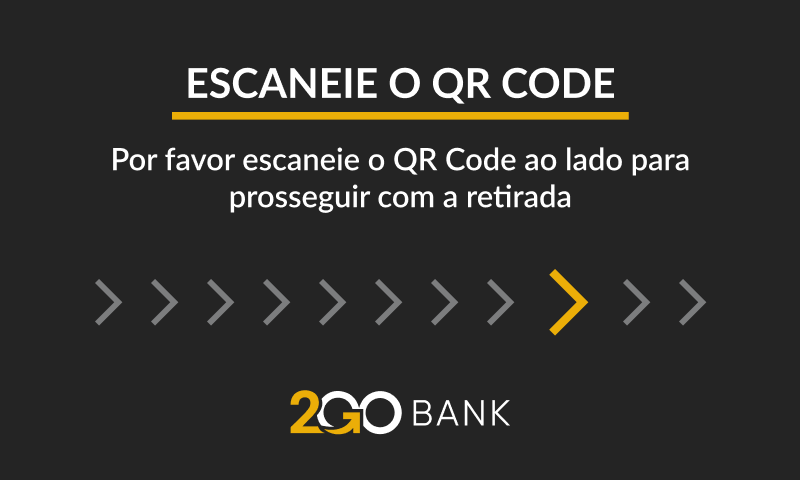 ESCANEIE O QR CODE
Por favor escaneie o QR Code ao lado para
prosseguir com a retirada
2GO BANK